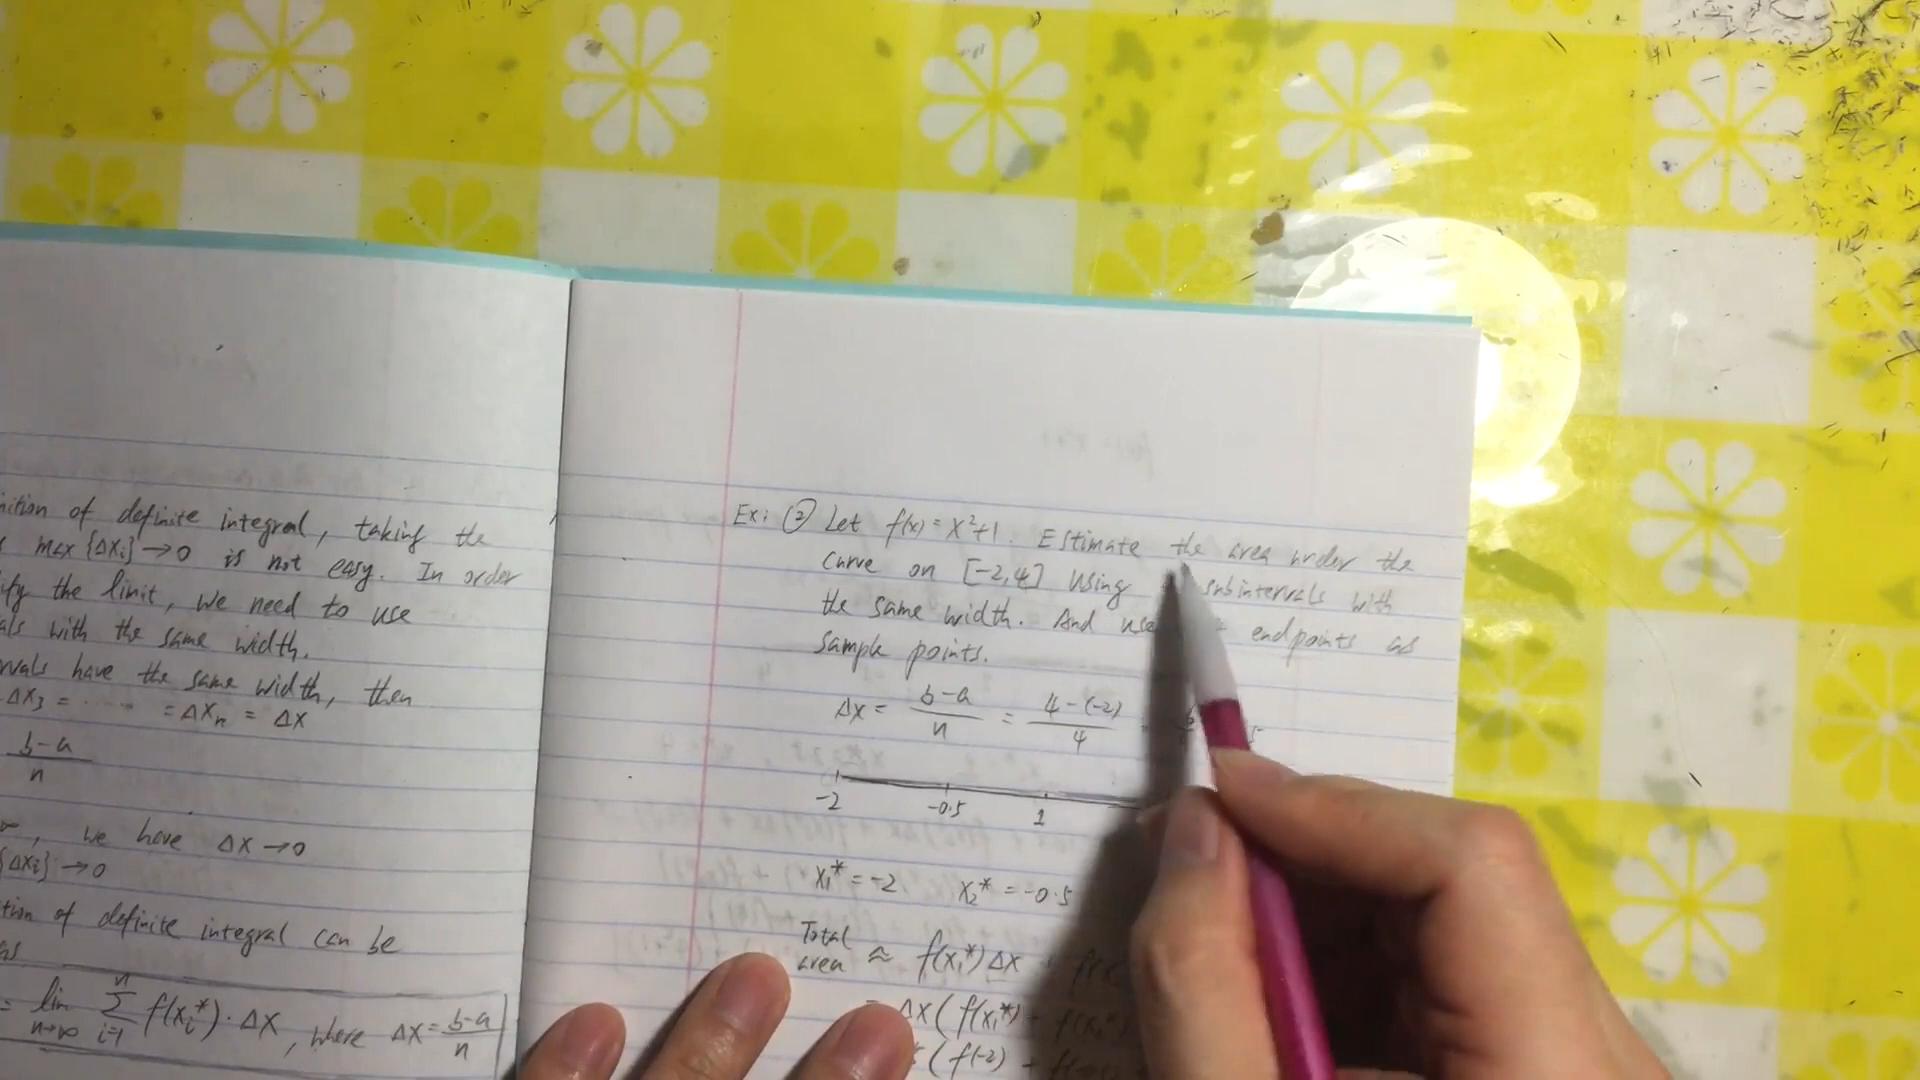 nition of definite integral, taking the
max {Δxi} → 0 is not easy. In order
ify the limit, we need to use
als with the same width.
rvals have the same width, then
Δx3 = ...... = Δxn = Δx
b-a
n
∞, we have Δx → 0
{Δxi} → 0
tion of definite integral can be
as
= lim n→∞ Σ i=1 n f(xi*)·Δx, where Δx = b-a/n
Ex: ② Let f(x) = x²+1. Estimate the area under the
curve on [-2,4] using subintervals with
the same width. And use endpoints as
sample points.
Δx = b-a/n = 4-(-2)/4 =
-2 -0.5 1
x1* = -2 x2* = -0.5
Total
area ≈ f(x1*)Δx
= Δx(f(x1*)
(f(-2)